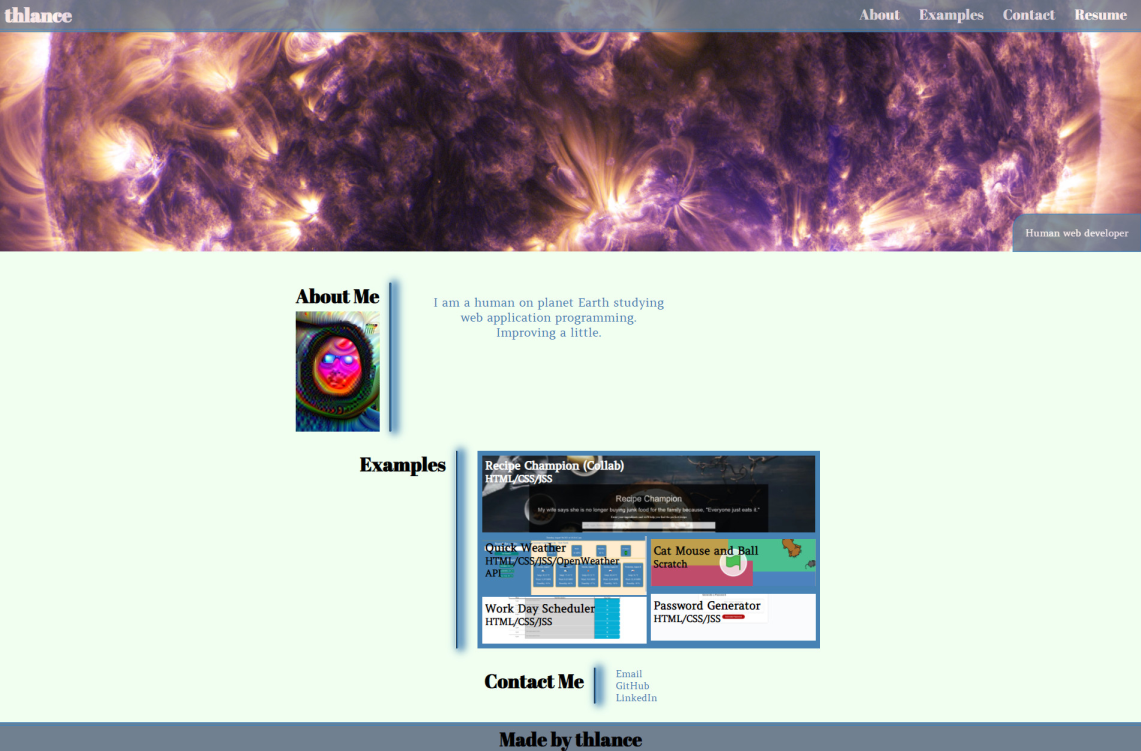 thlance
About Examples Contact Resume
Human web developer
About Me
I am a human on planet Earth studying
web application programming.
Improving a little.
Examples
Recipe Champion (Collab)
HTML/CSS/JSS
Recipe Champion
My wife says she is no longer buying junk food for the family because, "Everyone just eats it."
Quick Weather
HTML/CSS/JSS/OpenWeather
API
Cat Mouse and Ball
Scratch
Work Day Scheduler
HTML/CSS/JSS
Password Generator
HTML/CSS/JSS
Contact Me
Email
GitHub
LinkedIn
Made by thlance